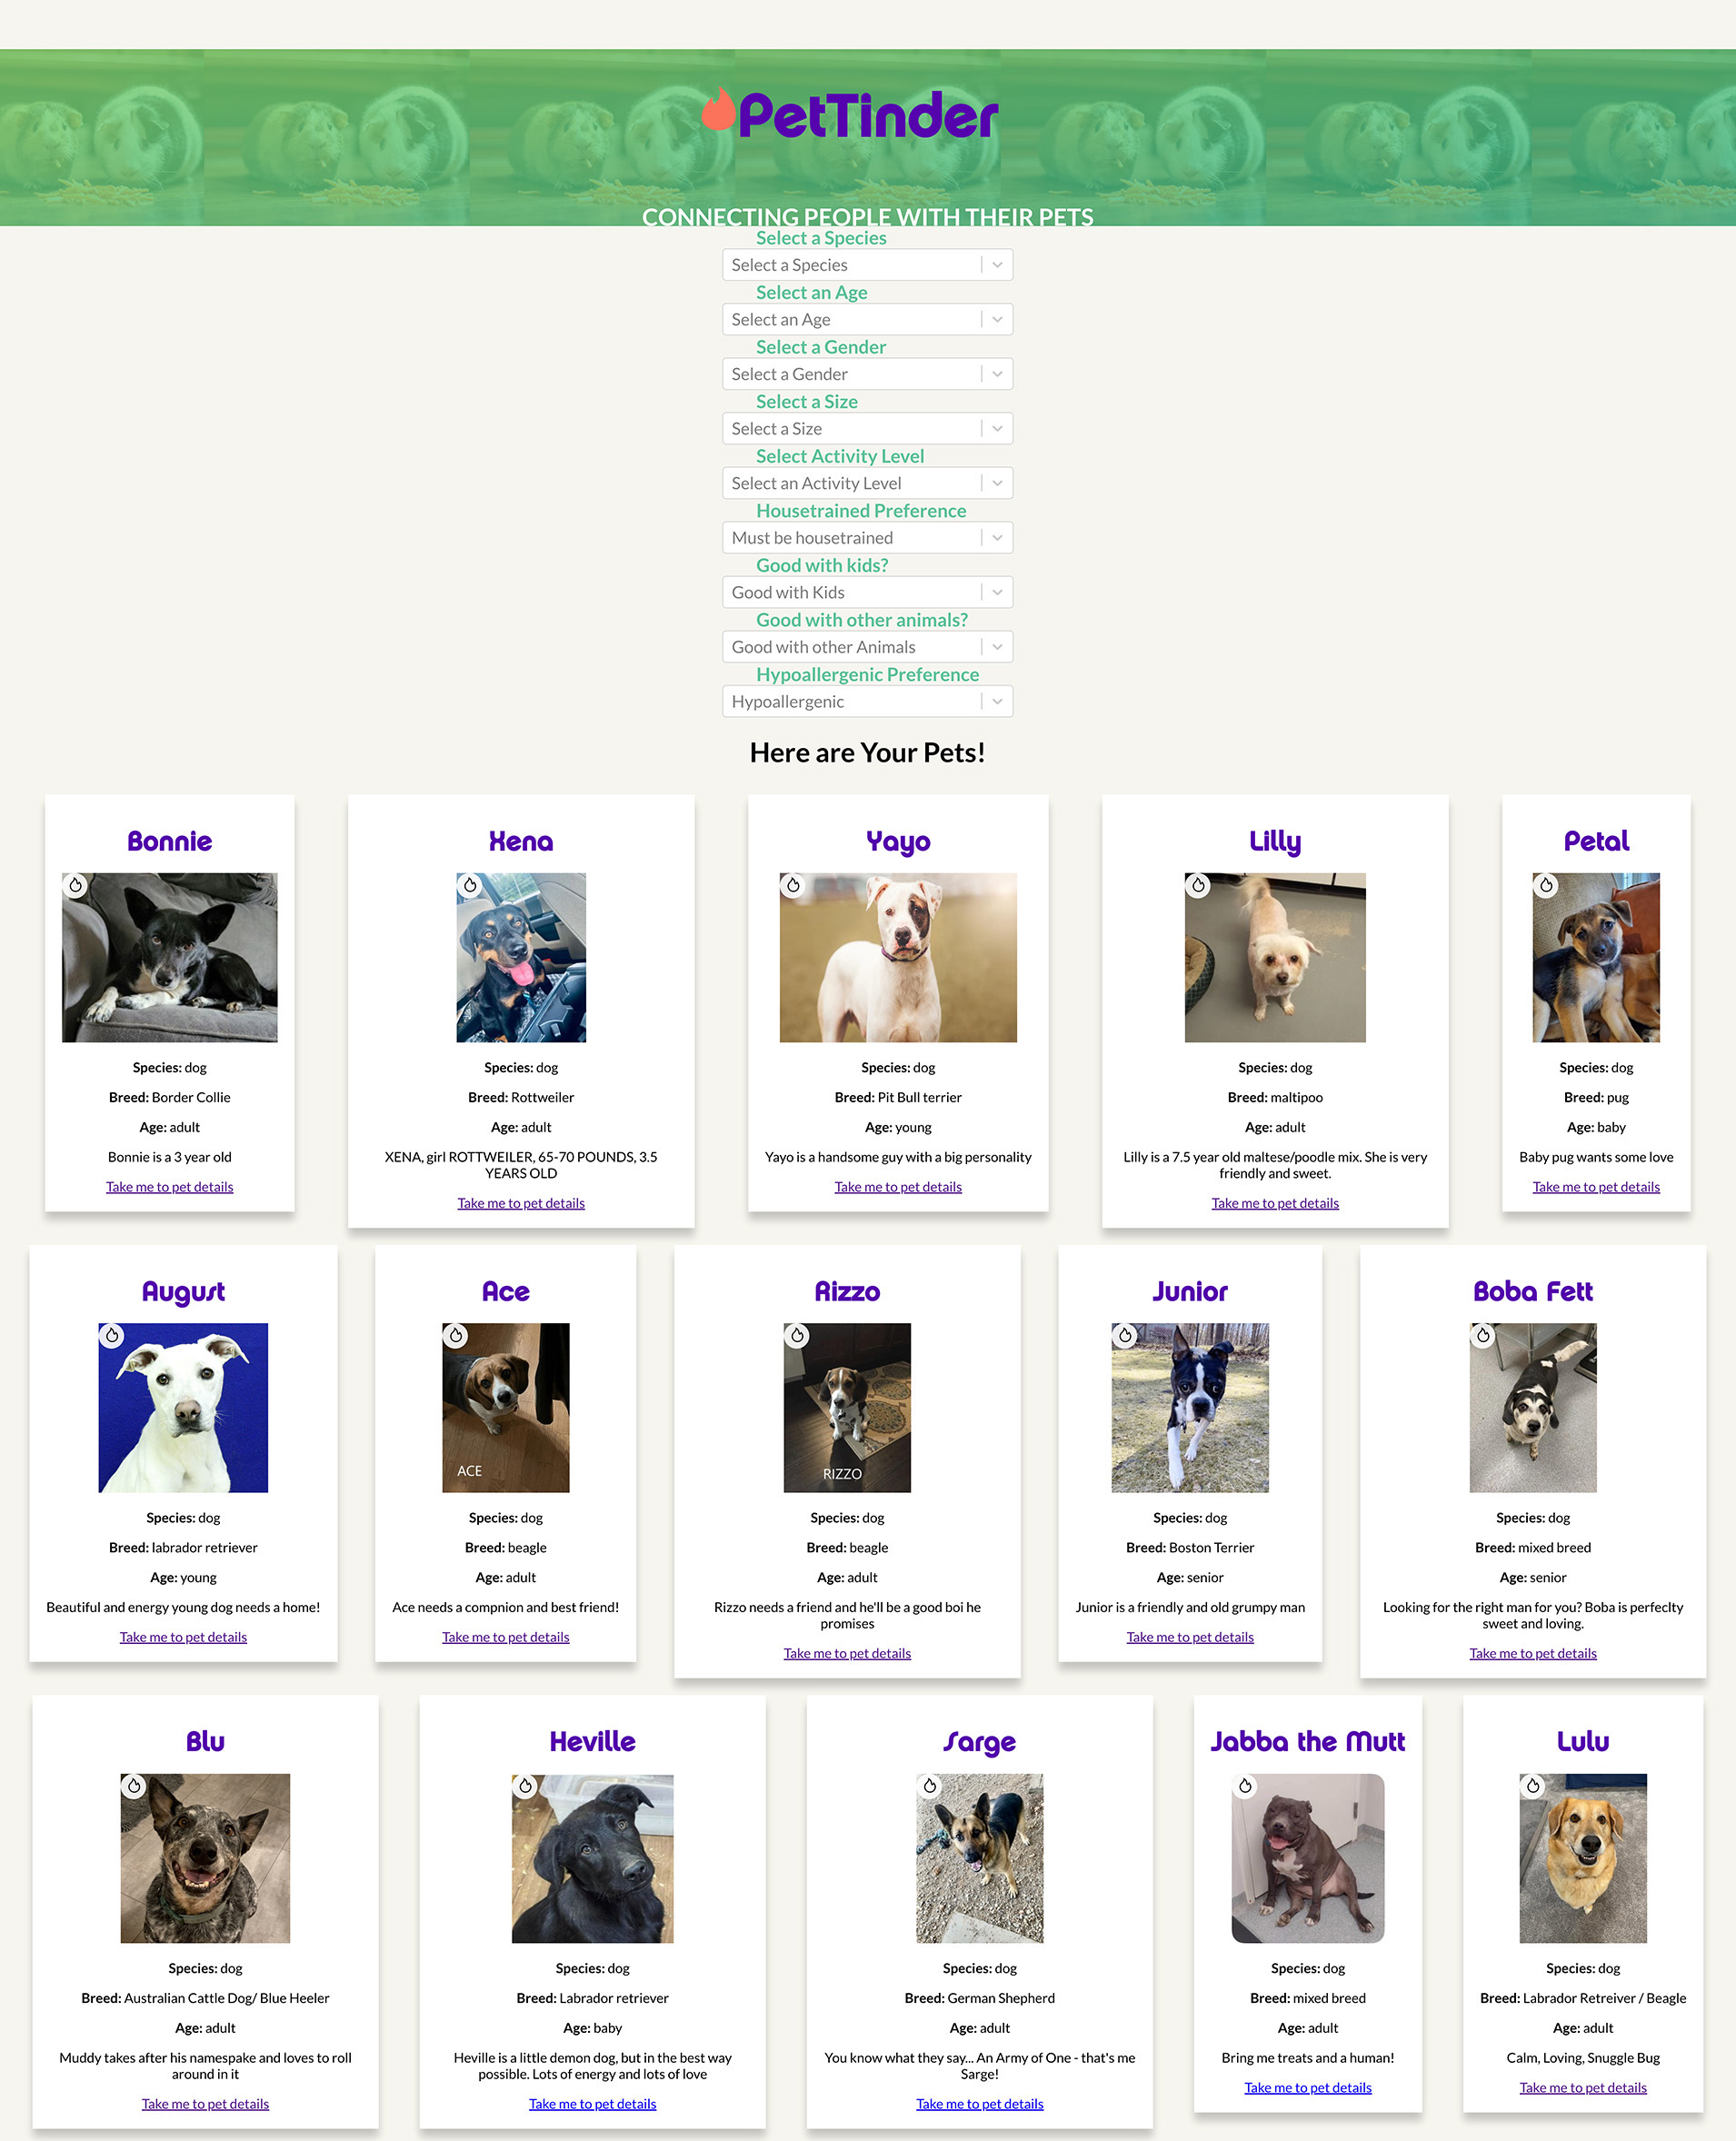 PetTinder
CONNECTING PEOPLE WITH THEIR PETS
Select a Species
Select a Species
Select an Age
Select an Age
Select a Gender
Select a Gender
Select a Size
Select a Size
Select Activity Level
Select an Activity Level
Housetrained Preference
Must be housetrained
Good with kids?
Good with Kids
Good with other animals?
Good with other Animals
Hypoallergenic Preference
Hypoallergenic
Here are Your Pets!
Bonnie
Species: dog
Breed: Border Collie
Age: adult
Bonnie is a 3 year old
Take me to pet details
Xena
Species: dog
Breed: Rottweiler
Age: adult
XENA, girl ROTTWEILER, 65-70 POUNDS, 3.5
YEARS OLD
Take me to pet details
Yayo
Species: dog
Breed: Pit Bull terrier
Age: young
Yayo is a handsome guy with a big personality
Take me to pet details
Lilly
Species: dog
Breed: maltipoo
Age: adult
Lilly is a 7.5 year old maltese/poodle mix. She is very
friendly and sweet.
Take me to pet details
Petal
Species: dog
Breed: pug
Age: baby
Baby pug wants some love
Take me to pet details
August
Species: dog
Breed: labrador retriever
Age: young
Beautiful and energy young dog needs a home!
Take me to pet details
Ace
ACE
Species: dog
Breed: beagle
Age: adult
Ace needs a compnion and best friend!
Take me to pet details
Rizzo
RIZZO
Species: dog
Breed: beagle
Age: adult
Rizzo needs a friend and he'll be a good boi he
promises
Take me to pet details
Junior
Species: dog
Breed: Boston Terrier
Age: senior
Junior is a friendly and old grumpy man
Take me to pet details
Boba Fett
Species: dog
Breed: mixed breed
Age: senior
Looking for the right man for you? Boba is perfeclty
sweet and loving.
Take me to pet details
Blu
Species: dog
Breed: Australian Cattle Dog/ Blue Heeler
Age: adult
Muddy takes after his namespake and loves to roll
around in it
Take me to pet details
Heville
Species: dog
Breed: Labrador retriever
Age: baby
Heville is a little demon dog, but in the best way
possible. Lots of energy and lots of love
Take me to pet details
Sarge
Species: dog
Breed: German Shepherd
Age: adult
You know what they say... An Army of One - that's me
Sarge!
Take me to pet details
Jabba the Mutt
Species: dog
Breed: mixed breed
Age: adult
Bring me treats and a human!
Take me to pet details
Lulu
Species: dog
Breed: Labrador Retreiver / Beagle
Age: adult
Calm, Loving, Snuggle Bug
Take me to pet details